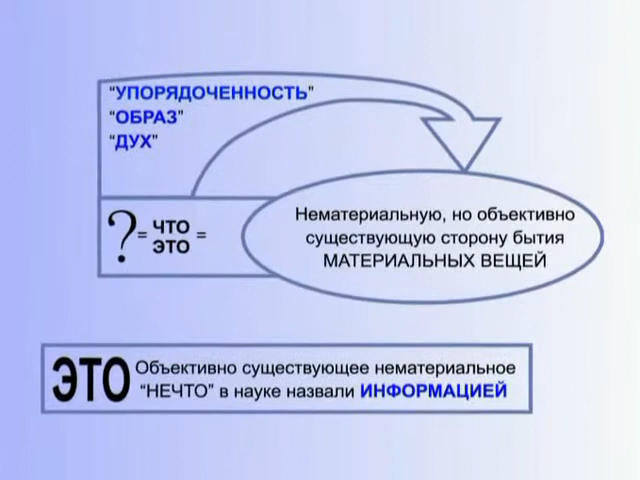 “УПОРЯДОЧЕННОСТЬ”
“ОБРАЗ”
“ДУХ”
? = ЧТО ЭТО =
Нематериальную, но объективно
существующую сторону бытия
МАТЕРИАЛЬНЫХ ВЕЩЕЙ
ЭТО
Объективно существующее нематериальное
“НЕЧТО” в науке назвали ИНФОРМАЦИЕЙ